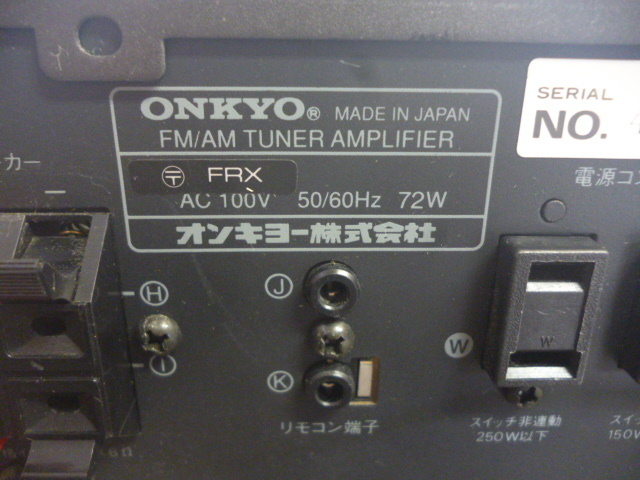 ONKYO® MADE IN JAPAN
FM/AM TUNER AMPLIFIER
〒 FRX
AC 100V 50/60Hz 72W
オンキヨー株式会社
SERIAL
NO.
カー
電源コン
H
I
J
K
リモコン端子
W
W
スイッチ非連動
250W以下
スイッ
150W